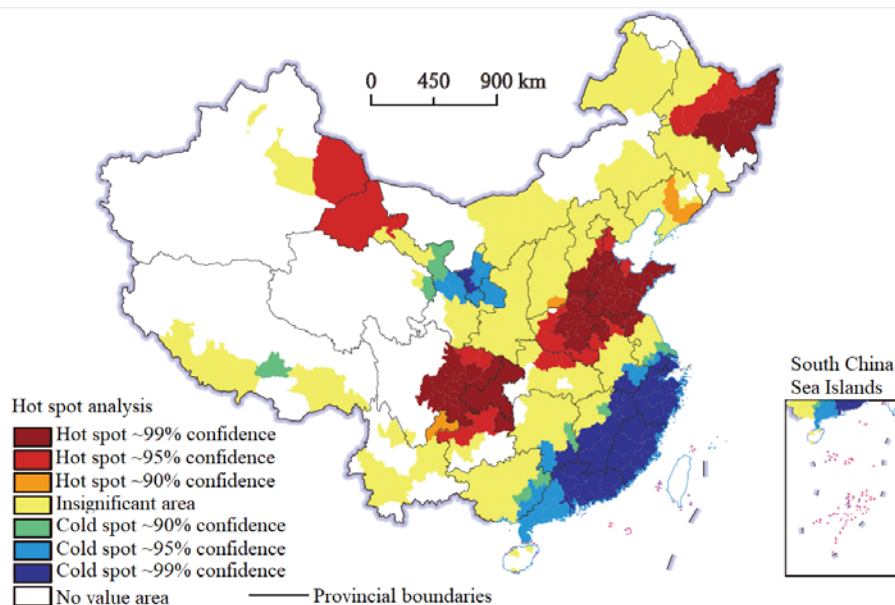 0 450 900 km
South China
Sea Islands
Hot spot analysis
Hot spot ~99% confidence
Hot spot ~95% confidence
Hot spot ~90% confidence
Insignificant area
Cold spot ~90% confidence
Cold spot ~95% confidence
Cold spot ~99% confidence
No value area
Provincial boundaries